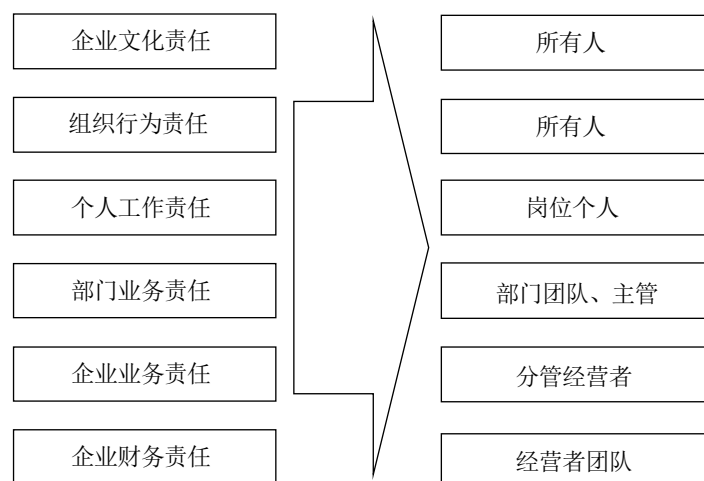 企业文化责任
所有人
组织行为责任
所有人
个人工作责任
岗位个人
部门业务责任
部门团队、主管
企业业务责任
分管经营者
企业财务责任
经营者团队